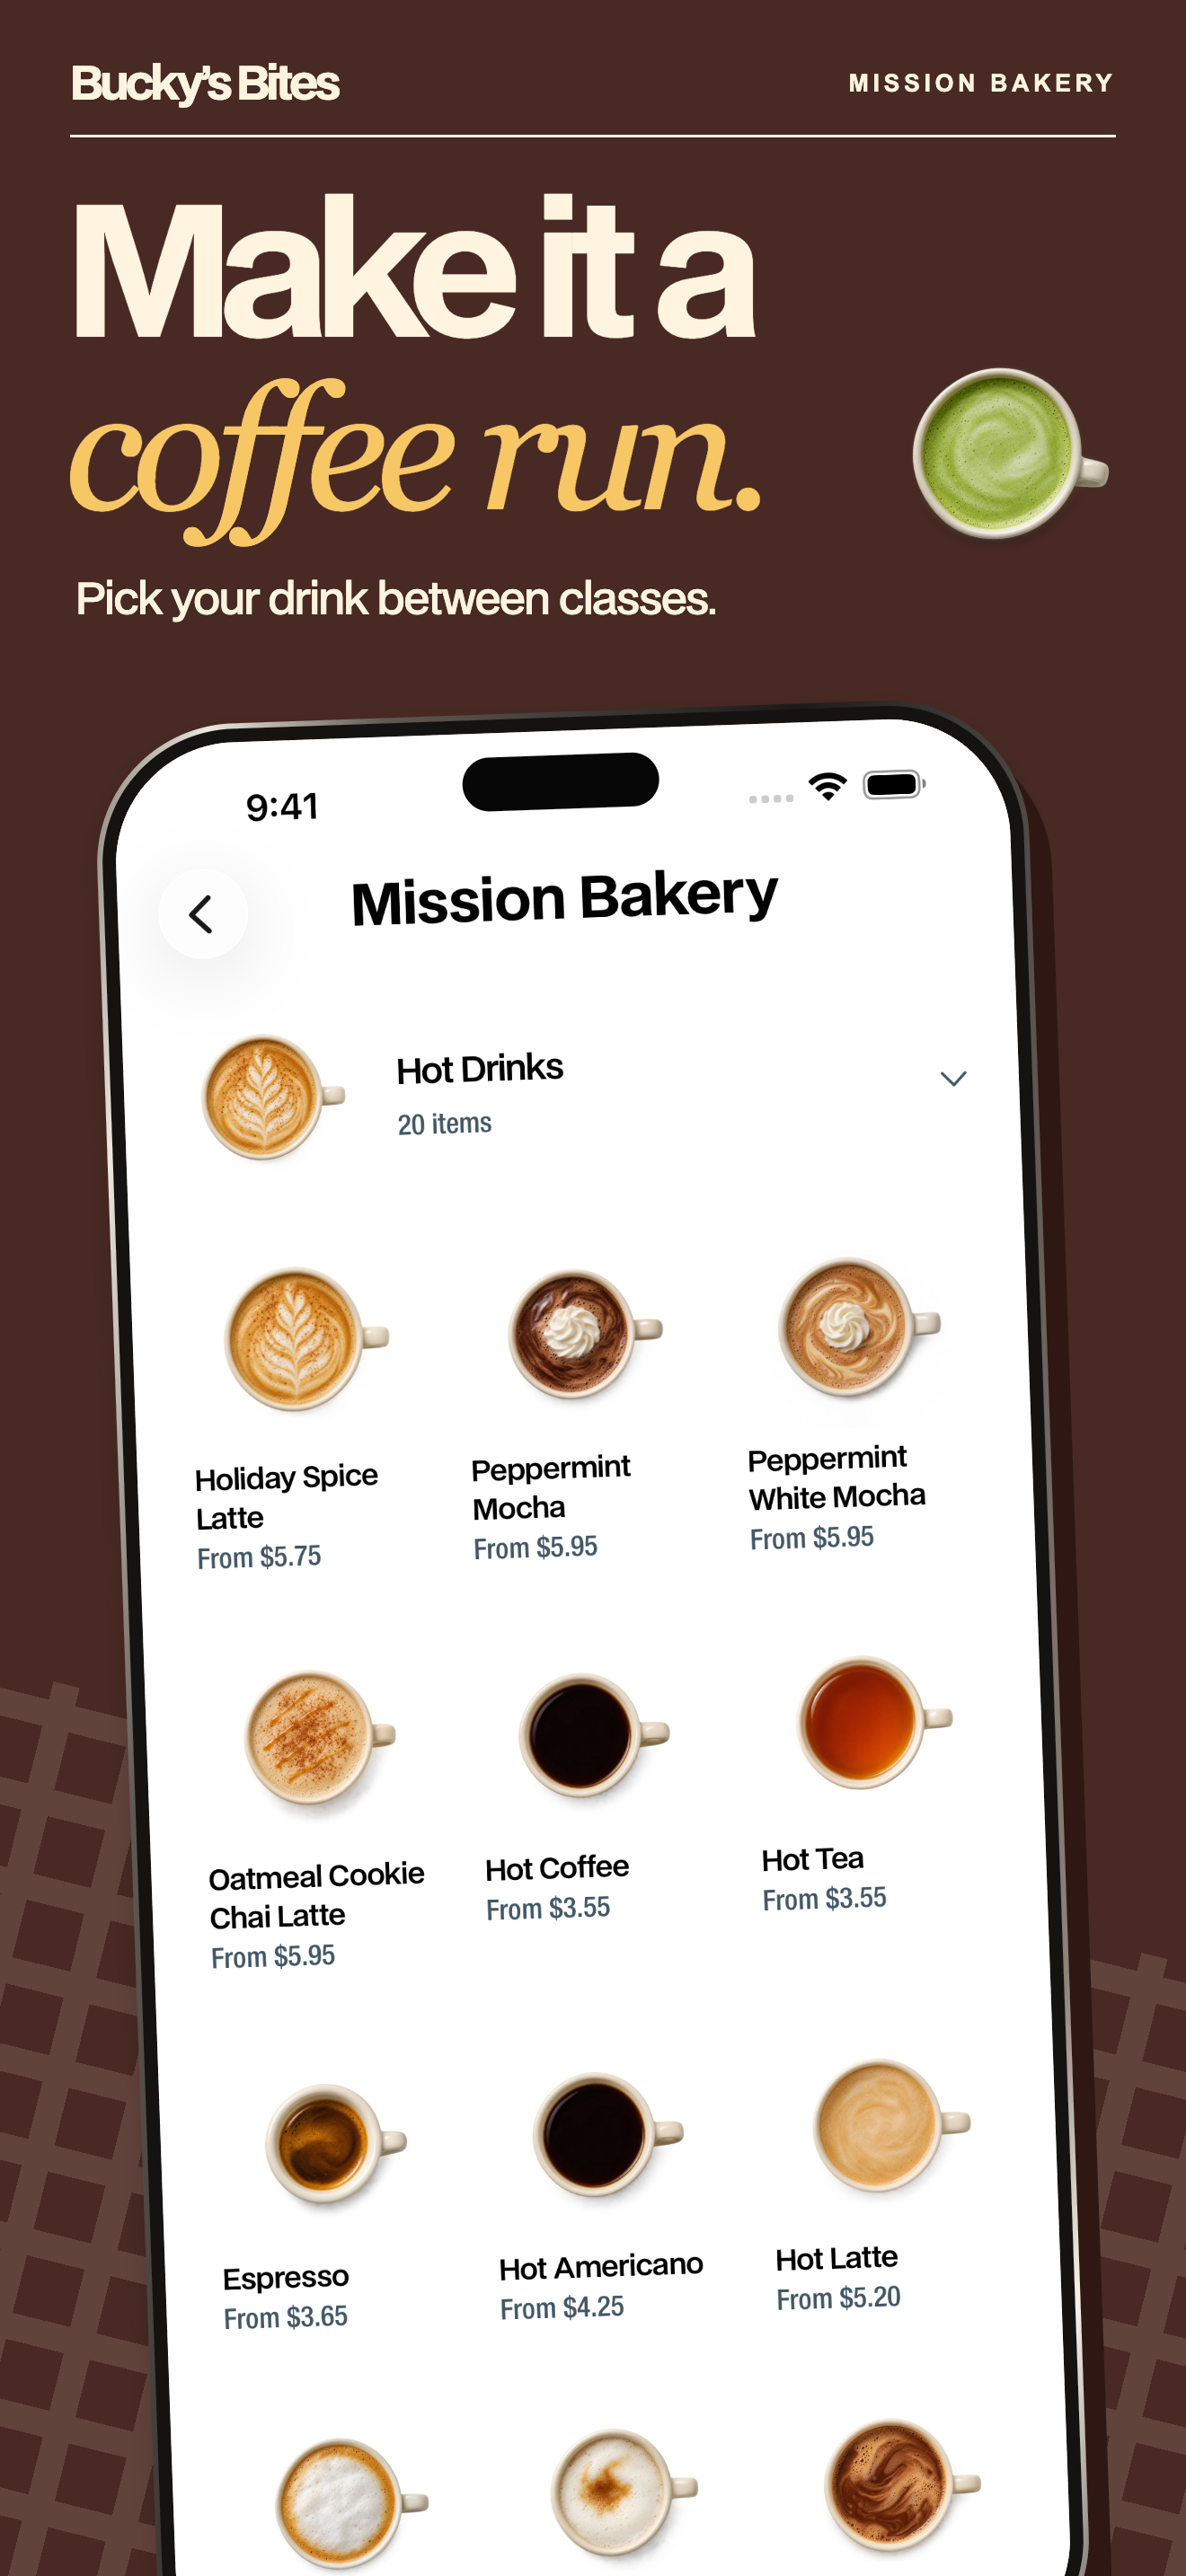 Bucky's Bites
MISSION BAKERY
Make it a
coffee run.
Pick your drink between classes.
9:41
Mission Bakery
Hot Drinks
20 items
Holiday Spice
Latte
From $5.75
Peppermint
Mocha
From $5.95
Peppermint
White Mocha
From $5.95
Oatmeal Cookie
Chai Latte
From $5.95
Hot Coffee
From $3.55
Hot Tea
From $3.55
Espresso
From $3.65
Hot Americano
From $4.25
Hot Latte
From $5.20